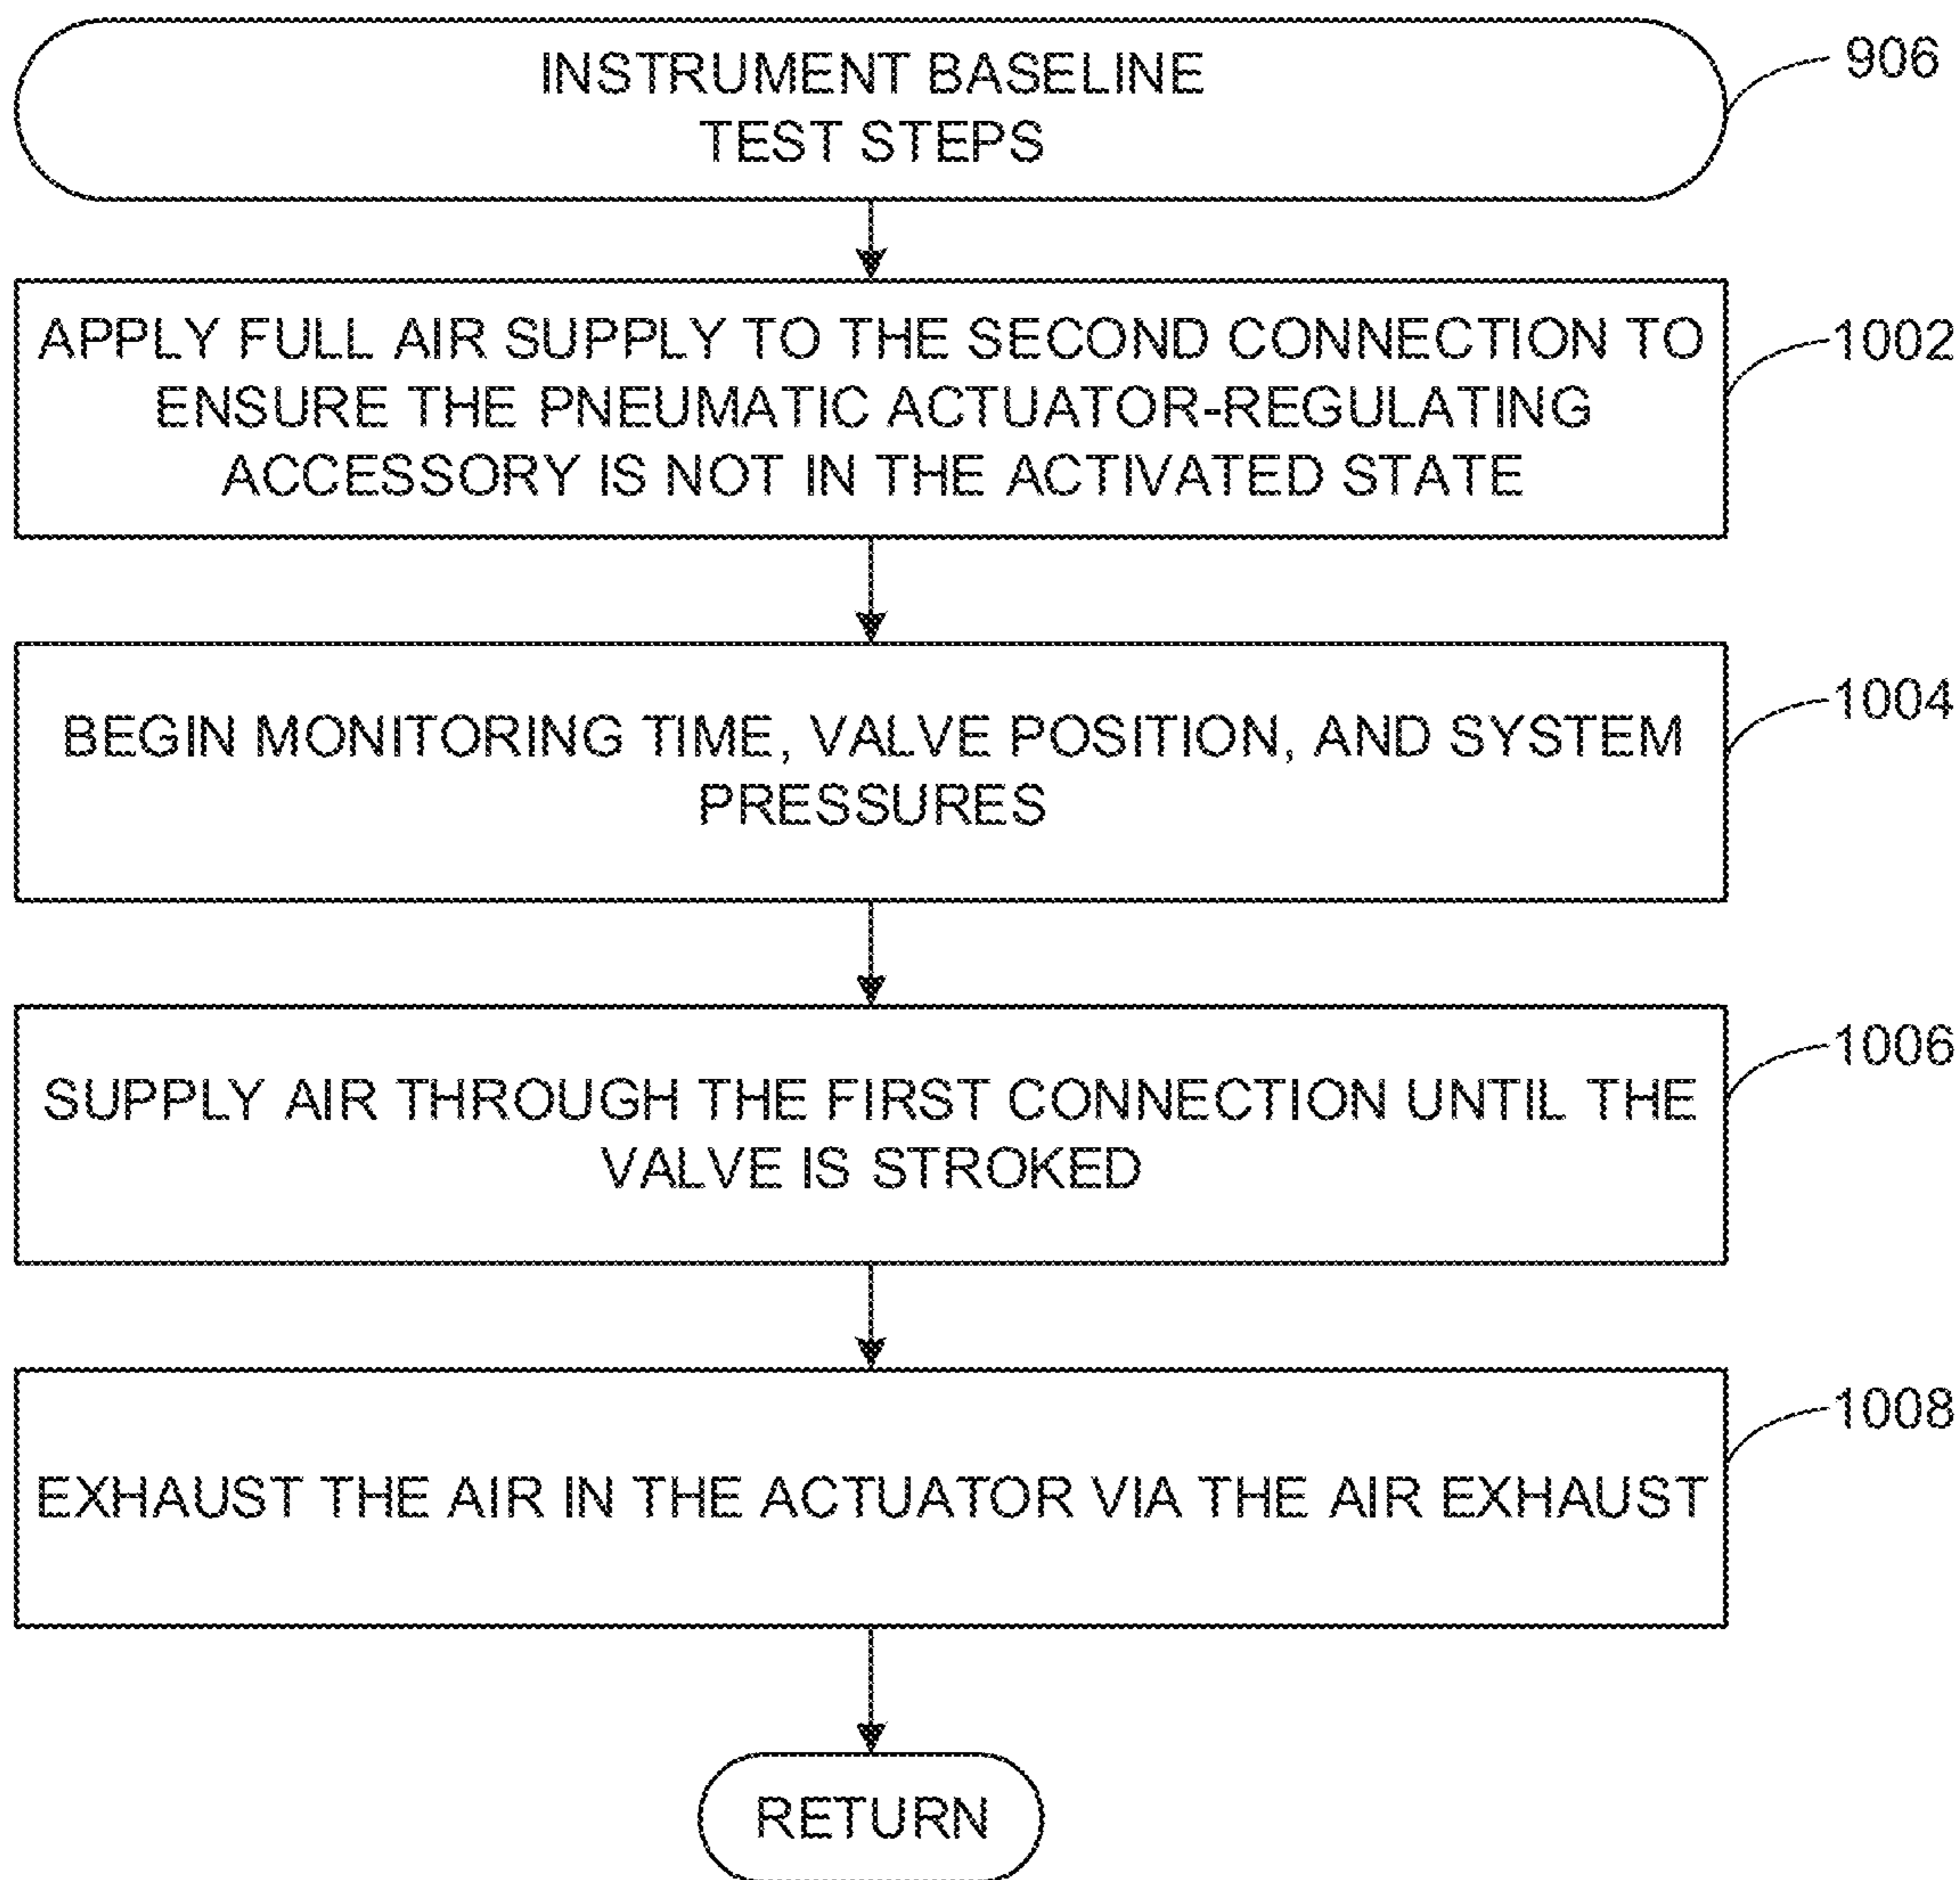 INSTRUMENT BASELINE
TEST STEPS
906
APPLY FULL AIR SUPPLY TO THE SECOND CONNECTION TO
ENSURE THE PNEUMATIC ACTUATOR-REGULATING
ACCESSORY IS NOT IN THE ACTIVATED STATE
1002
BEGIN MONITORING TIME, VALVE POSITION, AND SYSTEM
PRESSURES
1004
SUPPLY AIR THROUGH THE FIRST CONNECTION UNTIL THE
VALVE IS STROKED
1006
EXHAUST THE AIR IN THE ACTUATOR VIA THE AIR EXHAUST
1008
RETURN